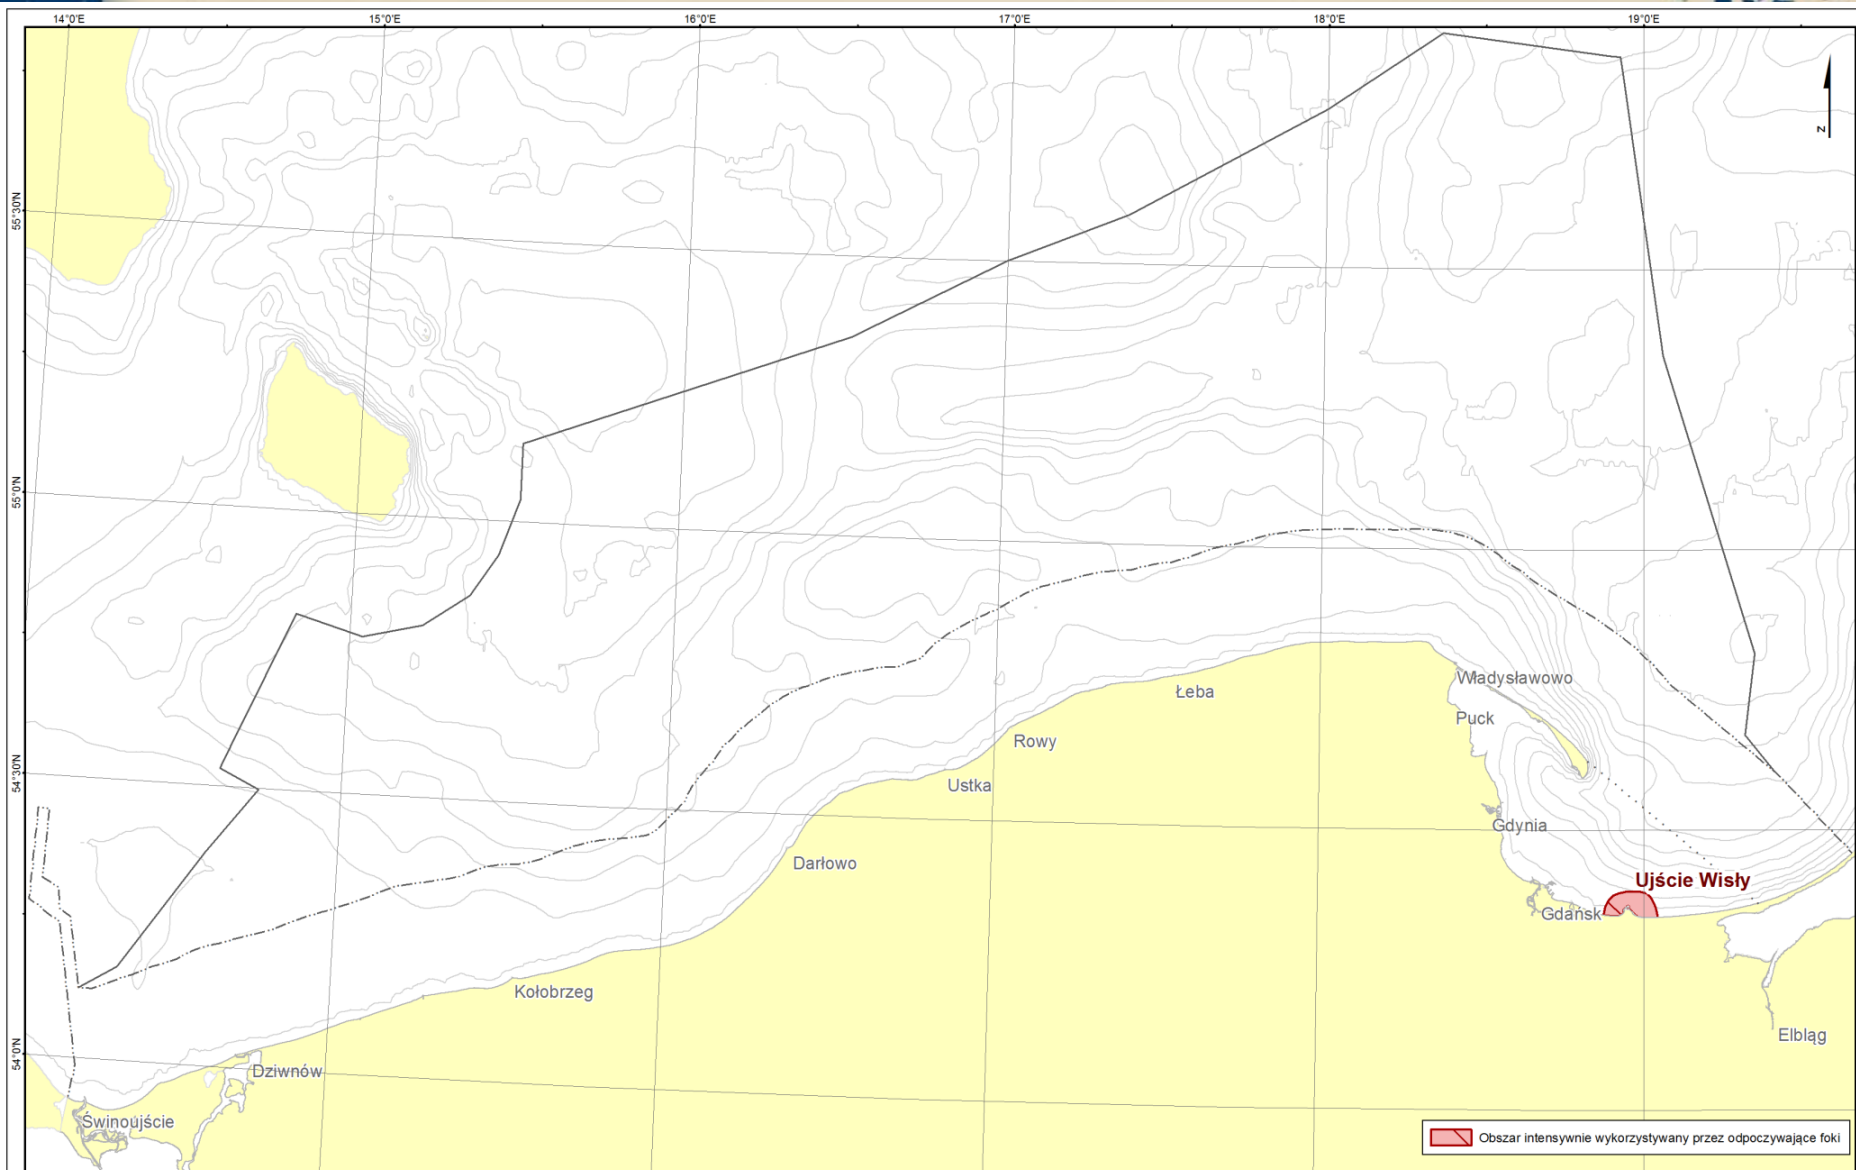 14°0'E 15°0'E 16°0'E 17°0'E 18°0'E 19°0'E
N
55°30'N
55°0'N
54°30'N
54°0'N
Władysławowo
Łeba
Puck
Rowy
Ustka
Gdynia
Darłowo
Ujście Wisły
Gdańsk
Kołobrzeg
Elbląg
Dziwnów
Świnoujście
Obszar intensywnie wykorzystywany przez odpoczywające foki